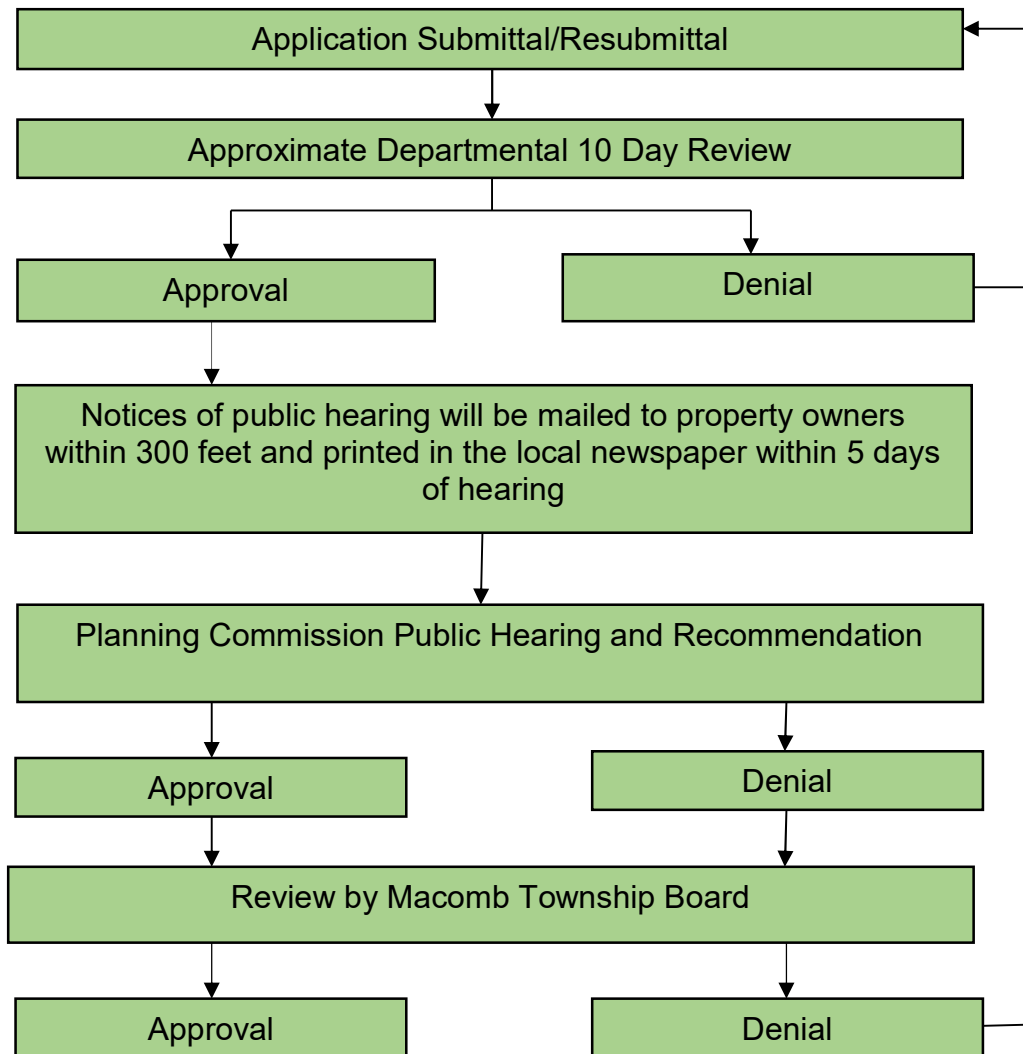 Application Submittal/Resubmittal
Approximate Departmental 10 Day Review
Approval
Denial
Notices of public hearing will be mailed to property owners
within 300 feet and printed in the local newspaper within 5 days
of hearing
Planning Commission Public Hearing and Recommendation
Approval
Denial
Review by Macomb Township Board
Approval
Denial